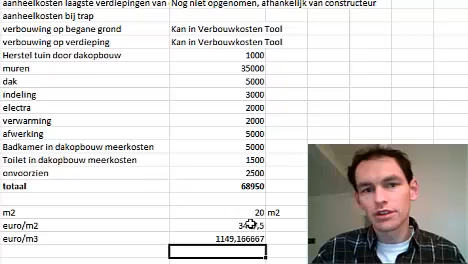 aanheelkosten laagste verdiepingen van Nog niet opgenomen, afhankelijk van constructeur
aanheelkosten bij trap
verbouwing op begane grond Kan in Verbouwkosten Tool
verbouwing op verdieping Kan in Verbouwkosten Tool
Herstel tuin door dakopbouw 1000
muren 35000
dak 5000
indeling 3000
electra 2000
verwarming 2000
afwerking 5000
Badkamer in dakopbouw meerkosten 5000
Toilet in dakopbouw meerkosten 1500
onvoorzien 2500
totaal 68950
m2 20 m2
euro/m2
euro/m3 1149,166667